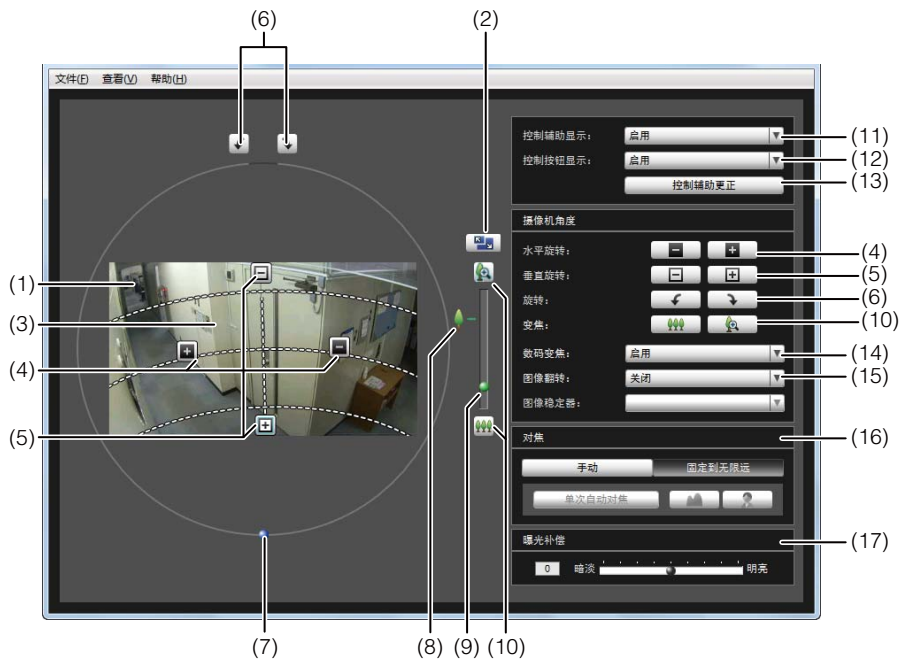 (6)
(2)
文件(F) 查看(V) 帮助(H)
控制辅助显示： 启用
(11)
控制按钮显示： 启用
(12)
控制辅助更正
(13)
摄像机角度
水平旋转：
(4)
垂直旋转：
(5)
旋转：
(6)
变焦：
(10)
数码变焦： 启用
(14)
图像翻转： 关闭
(15)
图像稳定器：
对焦
(16)
手动 固定到无限远
单次自动对焦
曝光补偿
(17)
0 暗淡 明亮
(1)
(3)
(4)
(5)
(7)
(8)
(9)
(10)